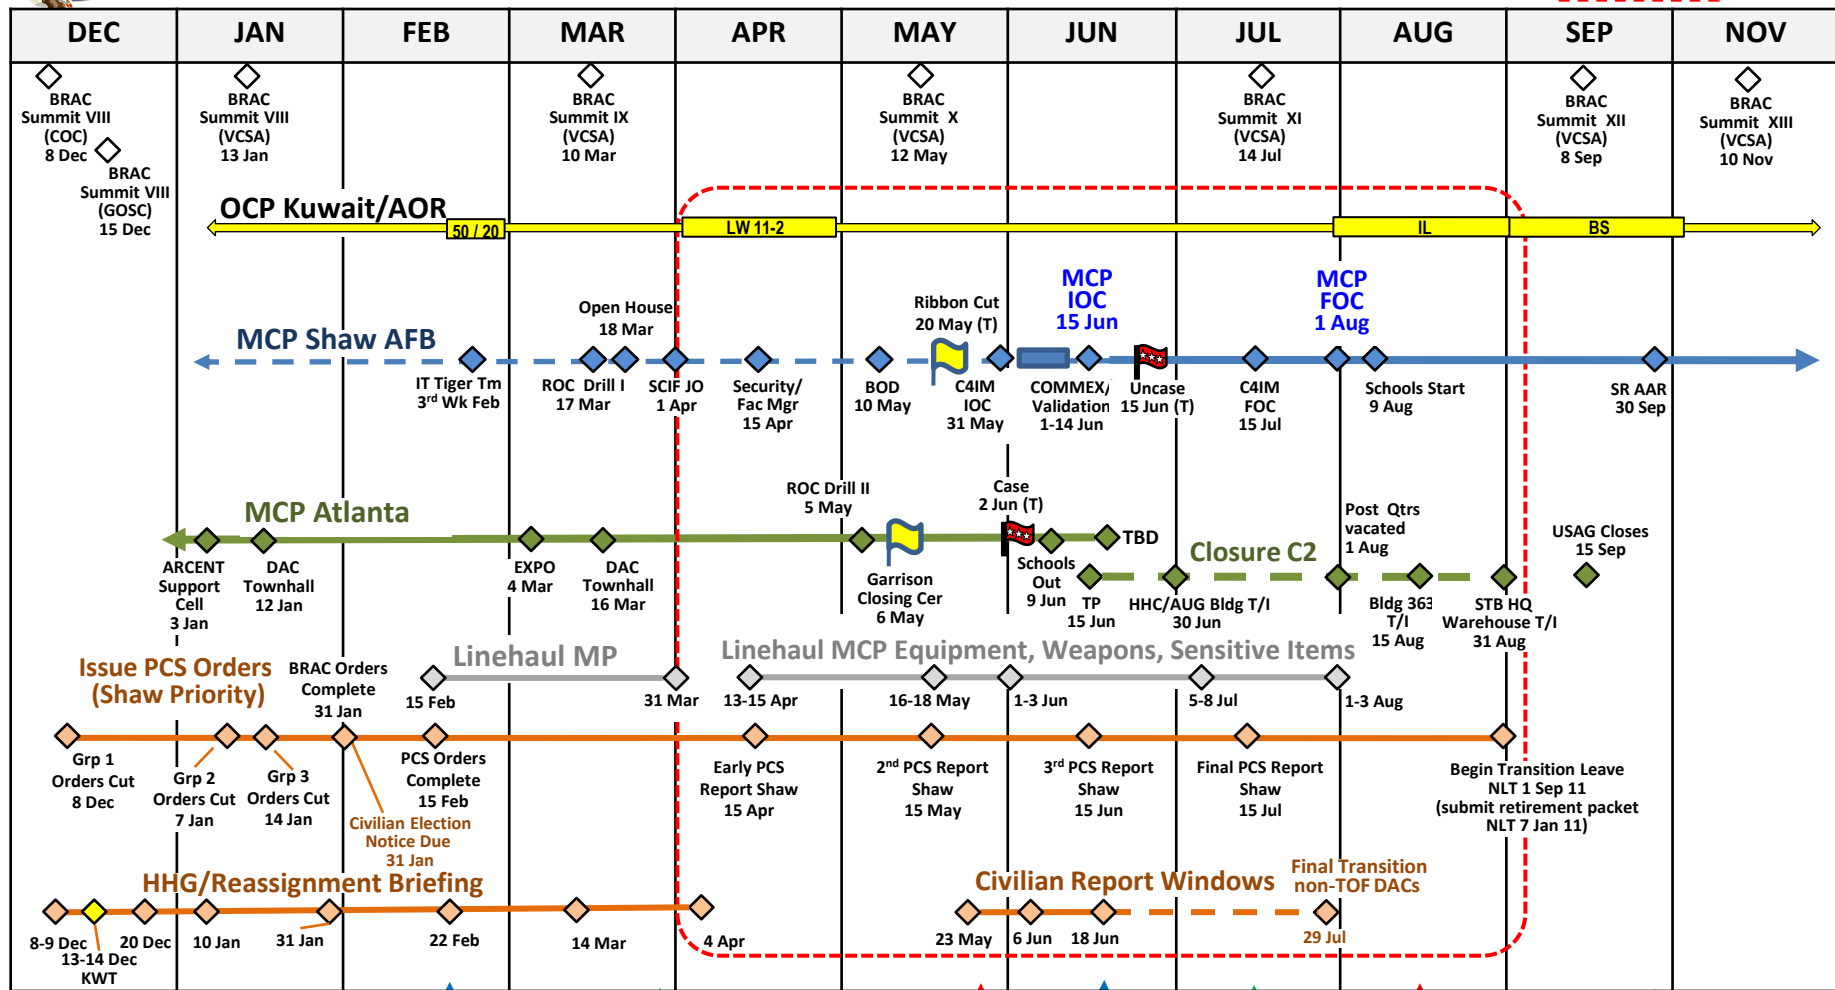 DEC JAN FEB MAR APR MAY JUN JUL AUG SEP NOV
BRAC
Summit VIII
(COC)
8 Dec
BRAC
Summit VIII
(GOSC)
15 Dec
BRAC
Summit VIII
(VCSA)
13 Jan
BRAC
Summit IX
(VCSA)
10 Mar
BRAC
Summit X
(VCSA)
12 May
BRAC
Summit XI
(VCSA)
14 Jul
BRAC
Summit XII
(VCSA)
8 Sep
BRAC
Summit XIII
(VCSA)
10 Nov
OCP Kuwait/AOR
50 / 20
LW 11-2
IL
BS
MCP Shaw AFB
IT Tiger Tm
3rd Wk Feb
Open House
18 Mar
ROC Drill I
17 Mar
SCIF JO
1 Apr
Security/
Fac Mgr
15 Apr
BOD
10 May
Ribbon Cut
20 May (T)
C4IM
IOC
31 May
MCP
IOC
15 Jun
COMMEX/
Validation
1-14 Jun
Uncase
15 Jun (T)
C4IM
FOC
15 Jul
MCP
FOC
1 Aug
Schools Start
9 Aug
SR AAR
30 Sep
MCP Atlanta
ARCENT
Support
Cell
3 Jan
DAC
Townhall
12 Jan
EXPO
4 Mar
DAC
Townhall
16 Mar
ROC Drill II
5 May
Garrison
Closing Cer
6 May
Case
2 Jun (T)
Schools
Out
9 Jun
TBD
Closure C2
TP
15 Jun
HHC/AUG Bldg T/I
30 Jun
Post Qtrs
vacated
1 Aug
Bldg 363
T/I
15 Aug
STB HQ
Warehouse T/I
31 Aug
USAG Closes
15 Sep
Linehaul MP
15 Feb
31 Mar
Linehaul MCP Equipment, Weapons, Sensitive Items
13-15 Apr
16-18 May
1-3 Jun
5-8 Jul
1-3 Aug
Issue PCS Orders
(Shaw Priority)
Grp 1
Orders Cut
8 Dec
Grp 2
Orders Cut
7 Jan
Grp 3
Orders Cut
14 Jan
BRAC Orders
Complete
31 Jan
Civilian Election
Notice Due
31 Jan
PCS Orders
Complete
15 Feb
Early PCS
Report Shaw
15 Apr
2nd PCS Report
Shaw
15 May
3rd PCS Report
Shaw
15 Jun
Final PCS Report
Shaw
15 Jul
Begin Transition Leave
NLT 1 Sep 11
(submit retirement packet
NLT 7 Jan 11)
HHG/Reassignment Briefing
8-9 Dec
13-14 Dec
KWT
20 Dec
10 Jan
31 Jan
22 Feb
14 Mar
4 Apr
Civilian Report Windows
23 May
6 Jun
18 Jun
Final Transition
non-TOF DACs
29 Jul